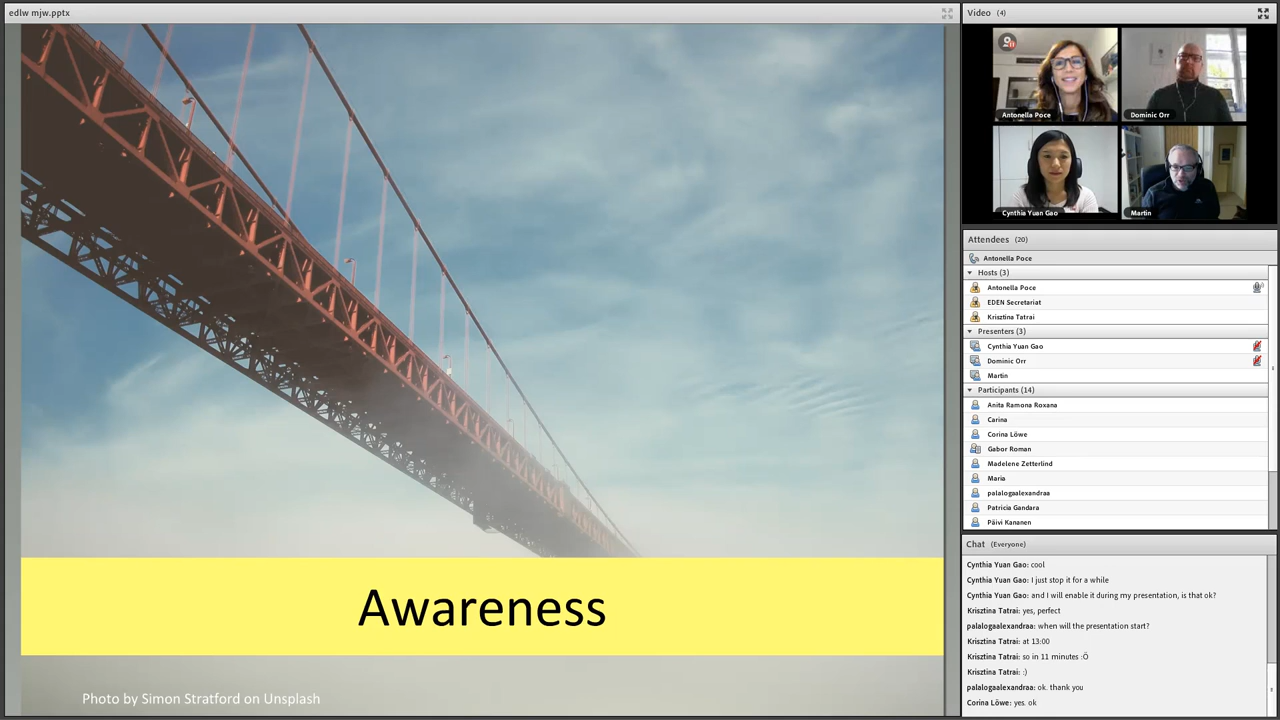 edlw mjw.pptx
Awareness
Photo by Simon Stratford on Unsplash
Video (4)
Antonella Poce
Dominic Orr
Cynthia Yuan Gao
Martin
Attendees (20)
Antonella Poce
Hosts (3)
Antonella Poce
EDEN Secretariat
Krisztina Tatrai
Presenters (3)
Cynthia Yuan Gao
Dominic Orr
Martin
Participants (14)
Anita Ramona Roxana
Carina
Corina Löwe
Gabor Roman
Madelene Zetterlind
Maria
palalogaalexandraa
Patricia Gandara
Päivi Kananen
Chat (Everyone)
Cynthia Yuan Gao: cool
Cynthia Yuan Gao: I just stop it for a while
Cynthia Yuan Gao: and I will enable it during my presentation, is that ok?
Krisztina Tatrai: yes, perfect
palalogaalexandraa: when will the presentation start?
Krisztina Tatrai: at 13:00
Krisztina Tatrai: so in 11 minutes :Ö
Krisztina Tatrai: :)
palalogaalexandraa: ok. thank you
Corina Löwe: yes. ok